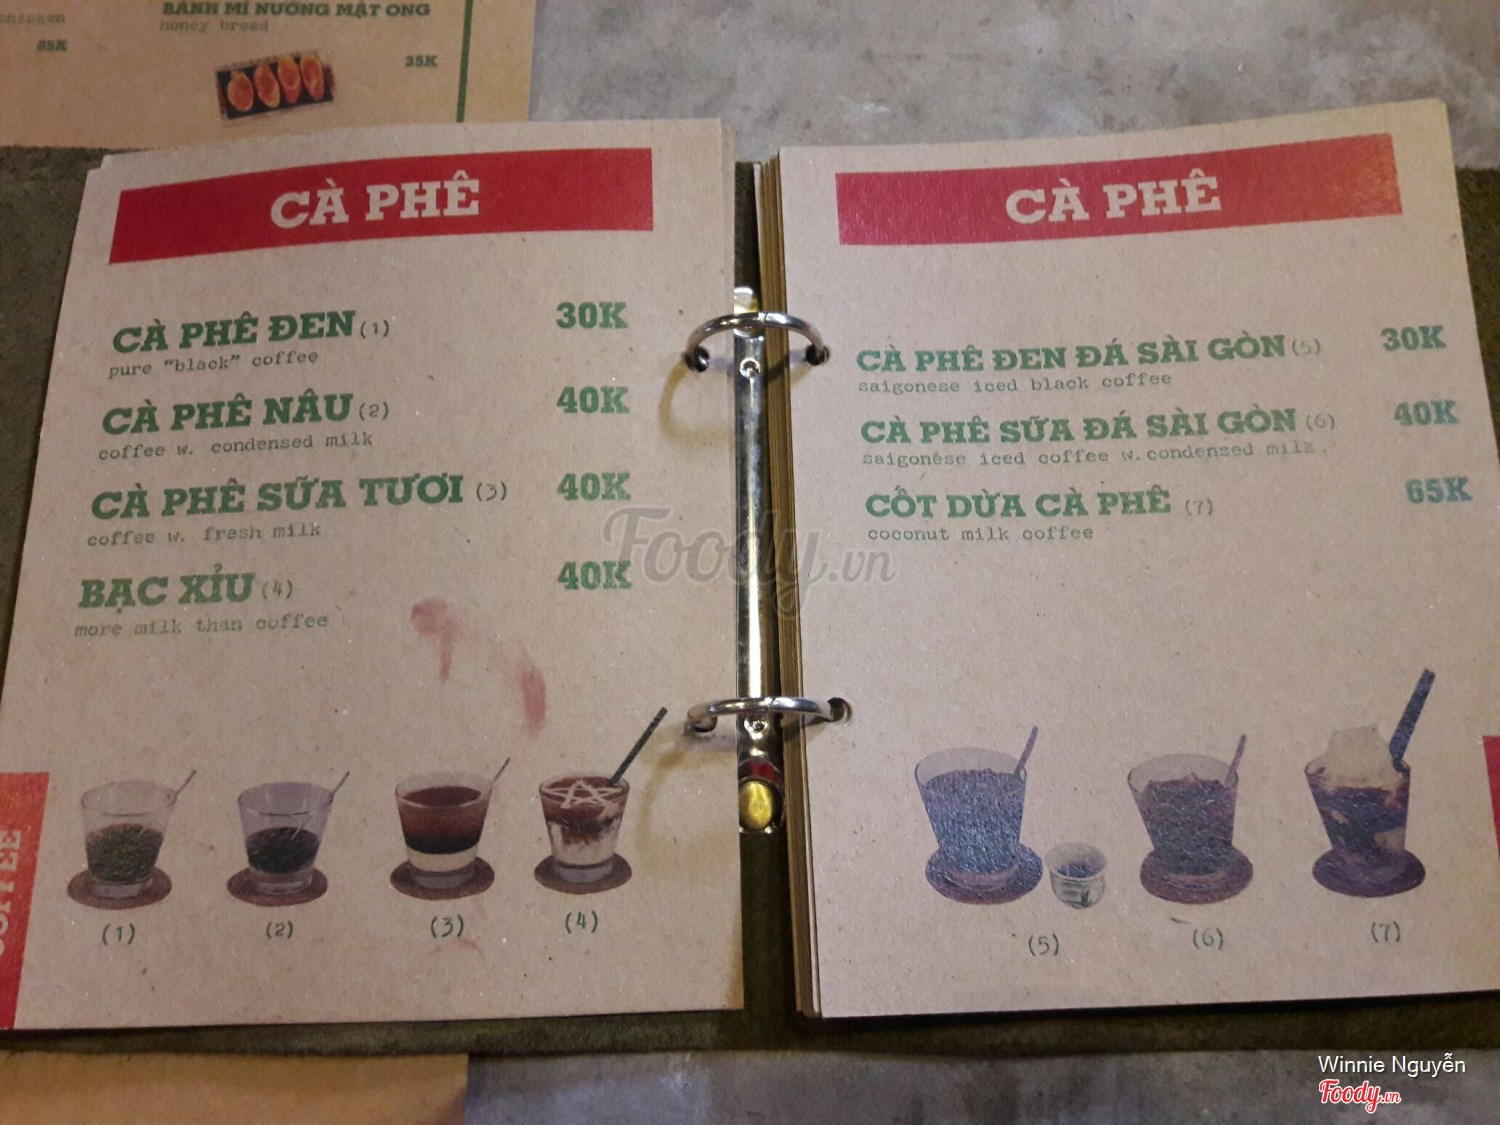 chicken
65K
BÁNH MÌ NƯỚNG MẬT ONG
honey bread
35K
CÀ PHÊ
CÀ PHÊ ĐEN (1) 30K
pure "black" coffee
CÀ PHÊ NÂU (2) 40K
coffee w. condensed milk
CÀ PHÊ SỮA TƯƠI (3) 40K
coffee w. fresh milk
BẠC XỈU (4) 40K
more milk than coffee
(1) (2) (3) (4)
COFFEE
CÀ PHÊ
CÀ PHÊ ĐEN ĐÁ SÀI GÒN (5) 30K
saigonese iced black coffee
CÀ PHÊ SỮA ĐÁ SÀI GÒN (6) 40K
saigonése iced coffee w.condensed milk.
CỐT DỪA CÀ PHÊ (7) 65K
coconut milk coffee
(5) (6) (7)
Foody.vn
Winnie Nguyễn
Foody.vn